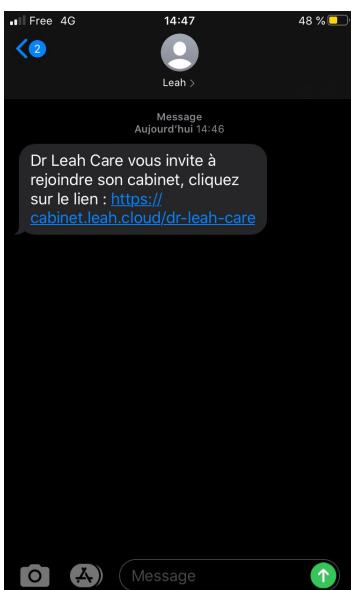 Free 4G 14:47 48 %
2
Leah >
Message
Aujourd'hui 14:46
Dr Leah Care vous invite à
rejoindre son cabinet, cliquez
sur le lien : https://
cabinet.leah.cloud/dr-leah-care
Message